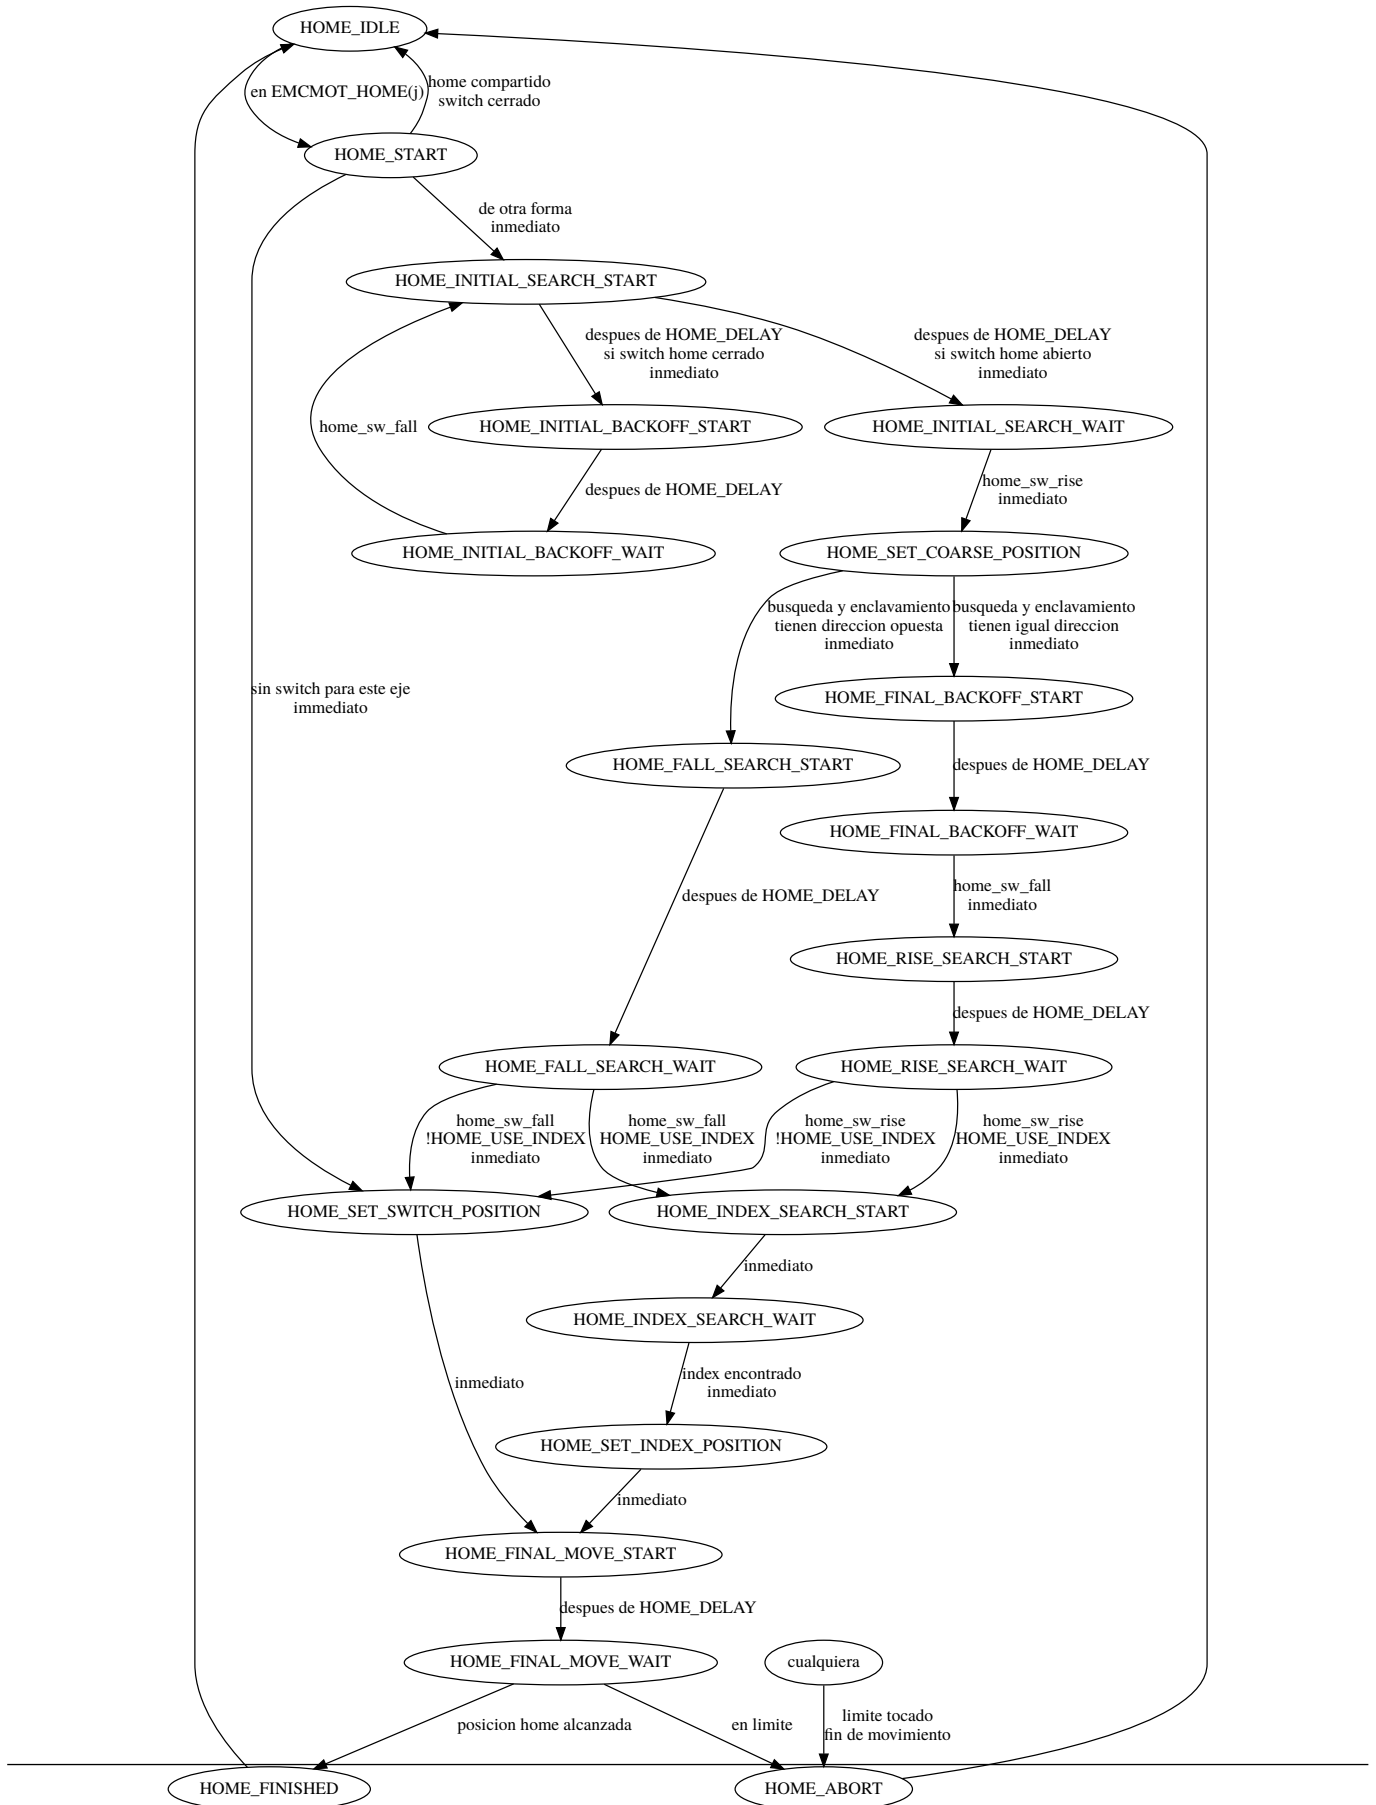 HOME_IDLE
en EMCMOT_HOME(j)
home compartido
switch cerrado
HOME_START
de otra forma
inmediato
HOME_INITIAL_SEARCH_START
despues de HOME_DELAY
si switch home cerrado
inmediato
despues de HOME_DELAY
si switch home abierto
inmediato
home_sw_fall
HOME_INITIAL_BACKOFF_START
HOME_INITIAL_SEARCH_WAIT
despues de HOME_DELAY
home_sw_rise
inmediato
HOME_INITIAL_BACKOFF_WAIT
HOME_SET_COARSE_POSITION
busqueda y enclavamiento
tienen direccion opuesta
inmediato
busqueda y enclavamiento
tienen igual direccion
inmediato
sin switch para este eje
immediato
HOME_FINAL_BACKOFF_START
HOME_FALL_SEARCH_START
despues de HOME_DELAY
HOME_FINAL_BACKOFF_WAIT
despues de HOME_DELAY
home_sw_fall
inmediato
HOME_RISE_SEARCH_START
despues de HOME_DELAY
HOME_FALL_SEARCH_WAIT
HOME_RISE_SEARCH_WAIT
home_sw_fall
!HOME_USE_INDEX
inmediato
home_sw_fall
HOME_USE_INDEX
inmediato
home_sw_rise
!HOME_USE_INDEX
inmediato
home_sw_rise
HOME_USE_INDEX
inmediato
HOME_SET_SWITCH_POSITION
HOME_INDEX_SEARCH_START
inmediato
HOME_INDEX_SEARCH_WAIT
inmediato
index encontrado
inmediato
HOME_SET_INDEX_POSITION
inmediato
HOME_FINAL_MOVE_START
despues de HOME_DELAY
HOME_FINAL_MOVE_WAIT
cualquiera
posicion home alcanzada
en limite
limite tocado
fin de movimiento
HOME_FINISHED
HOME_ABORT